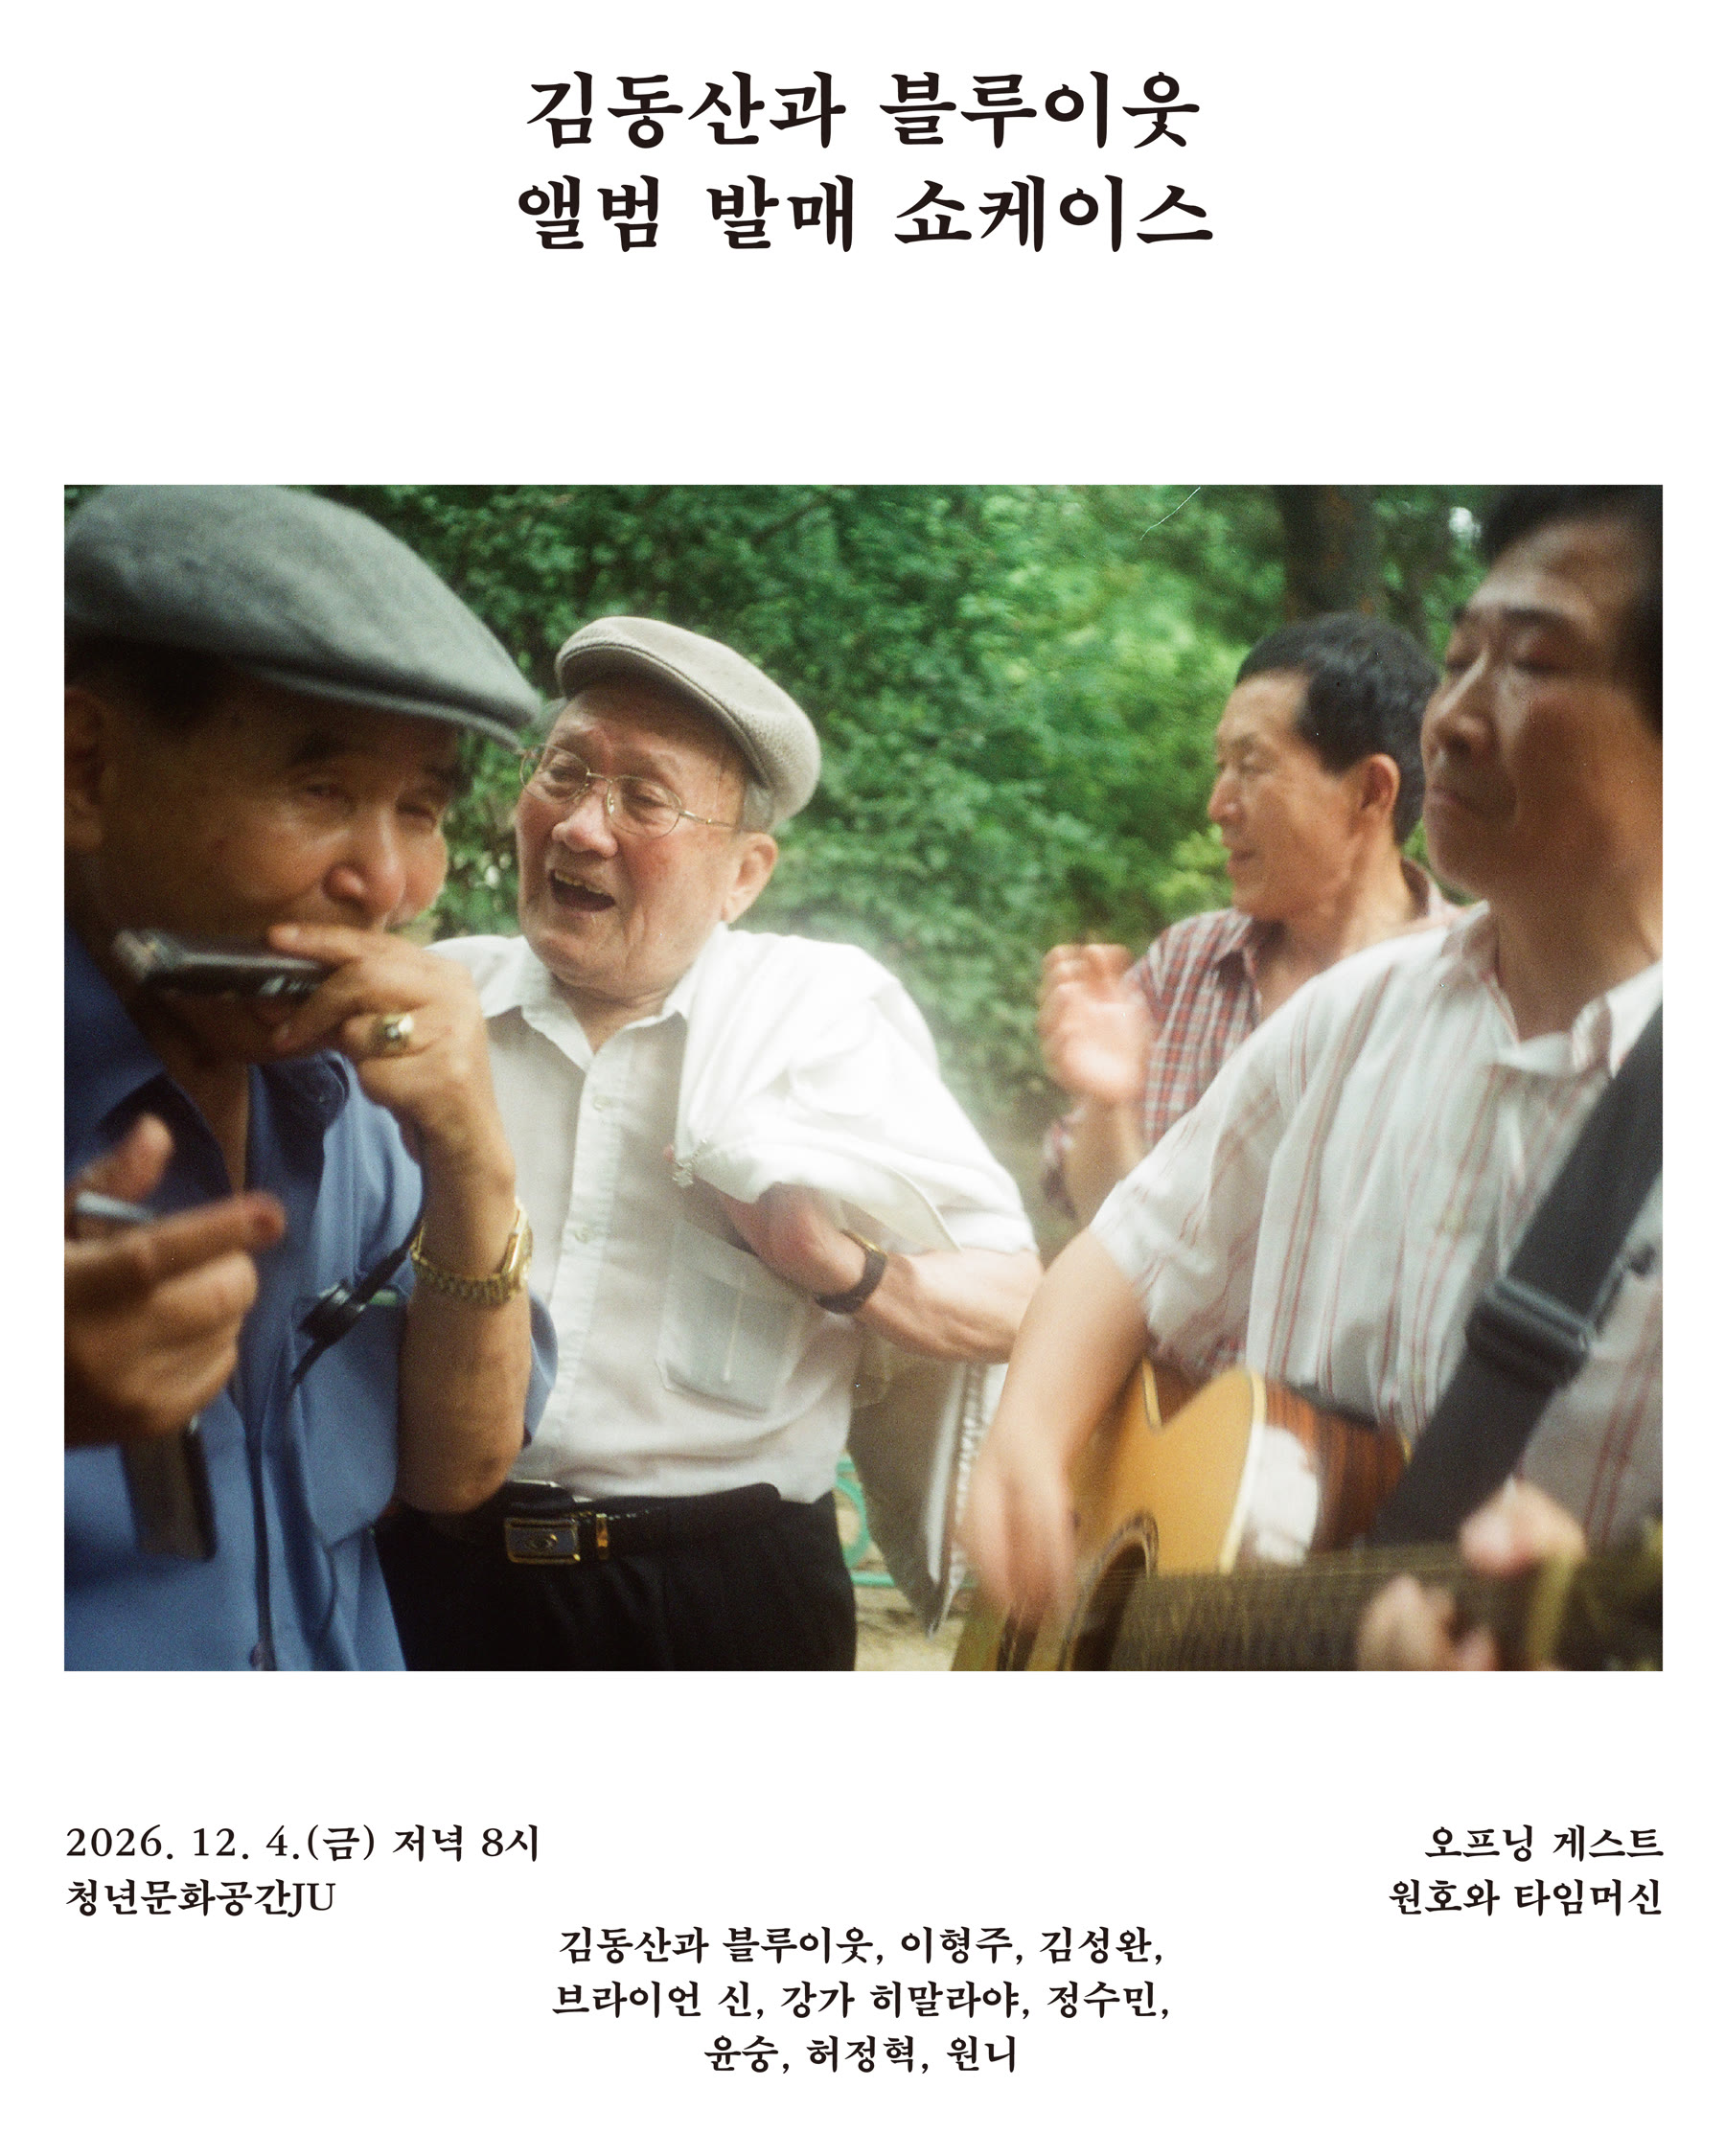 김동산과 블루이웃
앨범 발매 쇼케이스
2026. 12. 4.(금) 저녁 8시
청년문화공간JU
오프닝 게스트
원호와 타임머신
김동산과 블루이웃, 이형주, 김성완,
브라이언 신, 강가 히말라야, 정수민,
윤숭, 허정혁, 원니